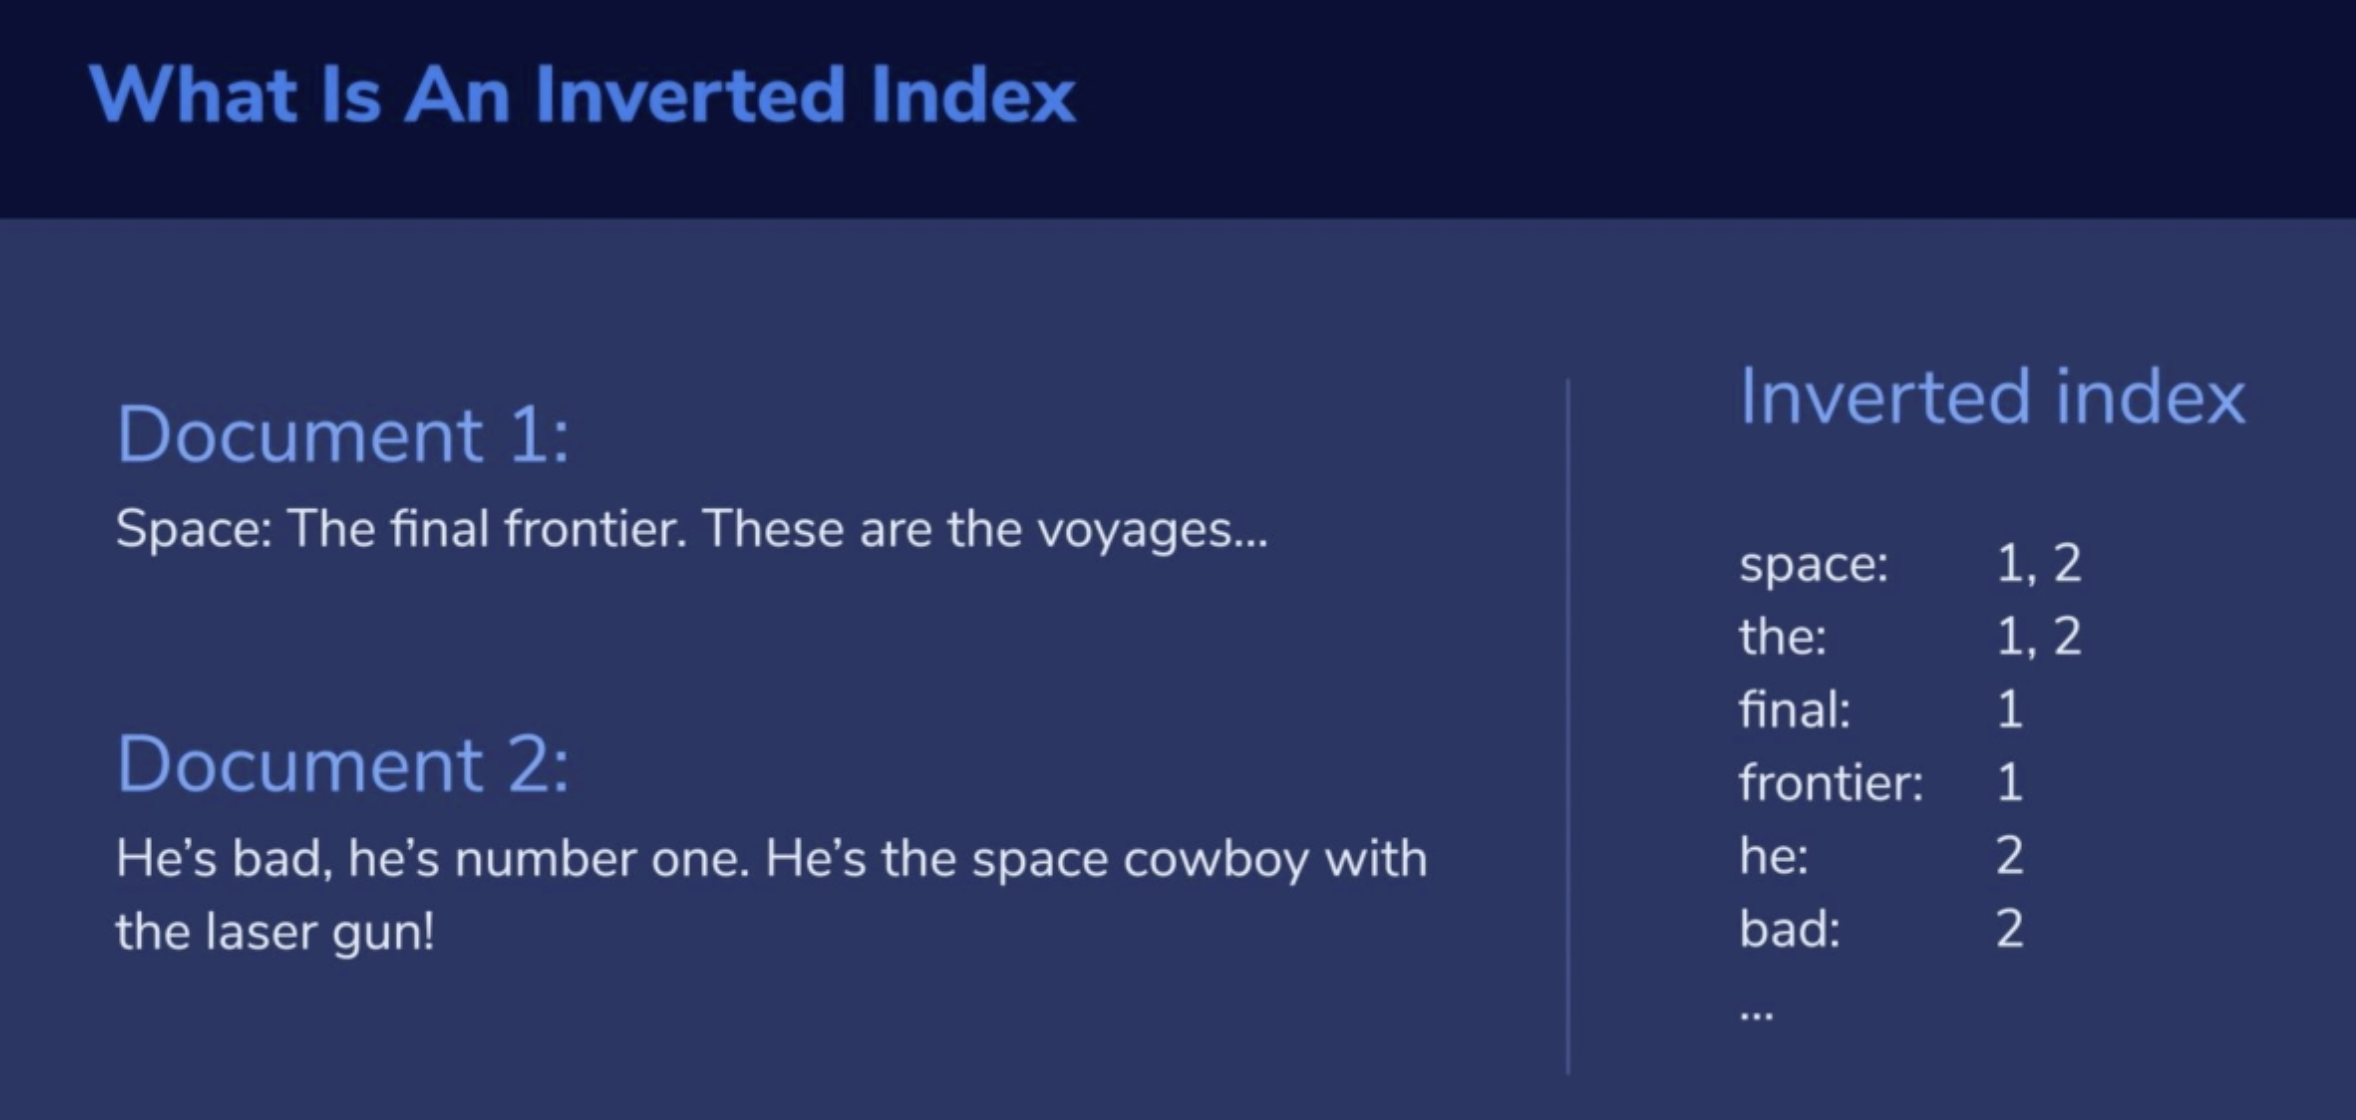 What Is An Inverted Index
Document 1:
Space: The final frontier. These are the voyages...
Document 2:
He’s bad, he’s number one. He’s the space cowboy with
the laser gun!
Inverted index
space: 1, 2
the: 1, 2
final: 1
frontier: 1
he: 2
bad: 2
...